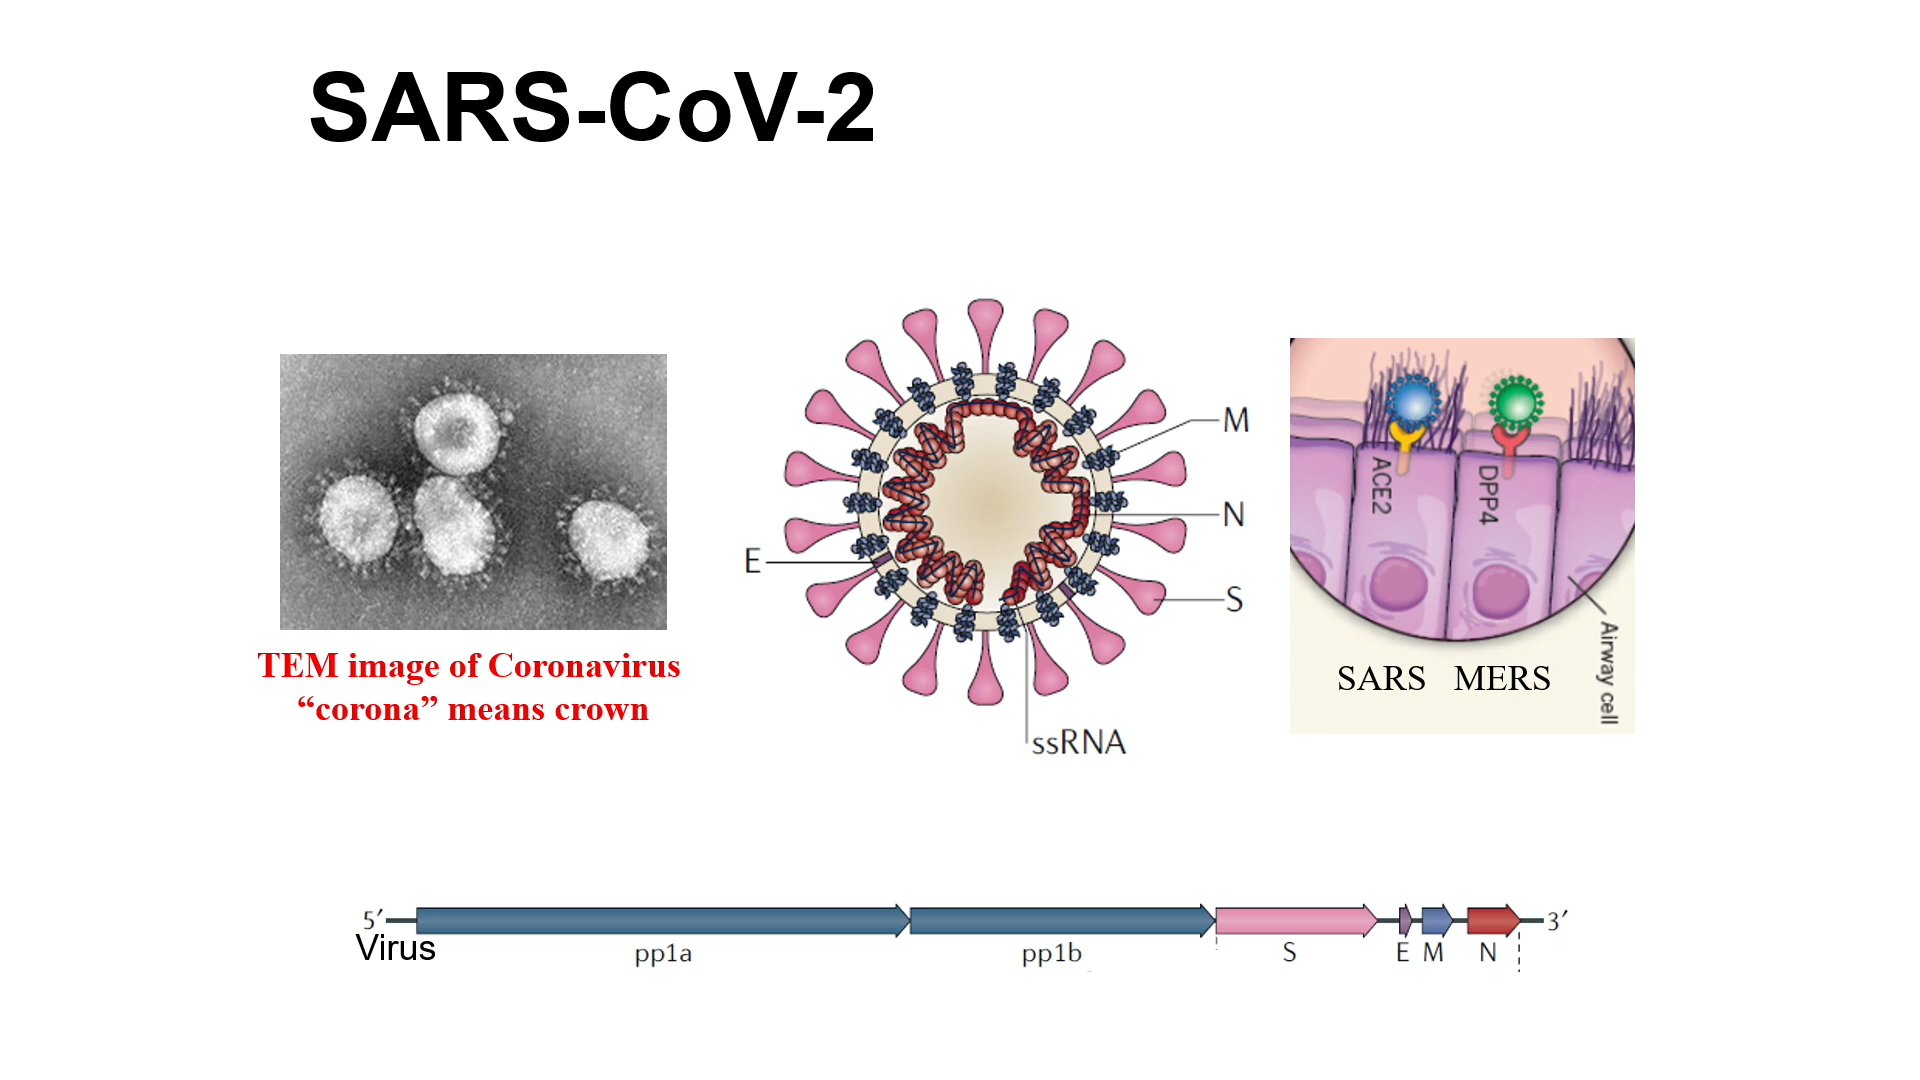 SARS-CoV-2
TEM image of Coronavirus
“corona” means crown
M
N
E
S
ssRNA
ACE2
DPP4
Airway cell
SARS MERS
5′
3′
Virus
pp1a
pp1b
S
E
M
N